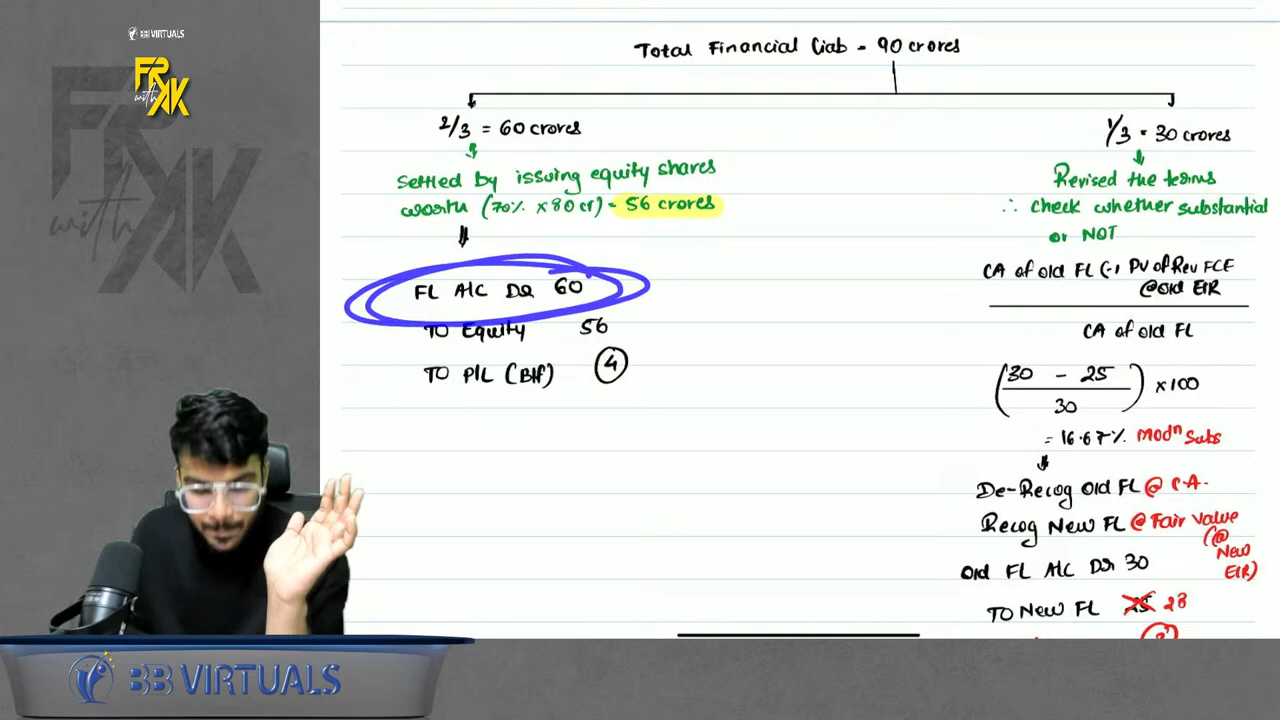 BB VIRTUALS
FR
with AK
FR
with AK
Total Financial Liab = 90 crores
2/3 = 60 crores
Settled by issuing equity shares
worth (70% x 80 cr) = 56 crores
FL A/C Dr 60
TO Equity 56
TO P/L (B/f) 4
1/3 = 30 crores
Revised the terms
∴ check whether substantial
or NOT
CA of old FL (-) PV of Rev FCF
@old EIR
CA of old FL
(30 - 25
30) x 100
= 16.67% Modn Subs
De-Recog Old FL @ C.A.
Recog New FL @ Fair Value
(@
New
EIR)
Old FL A/C Dr 30
TO New FL 25 28
BB VIRTUALS